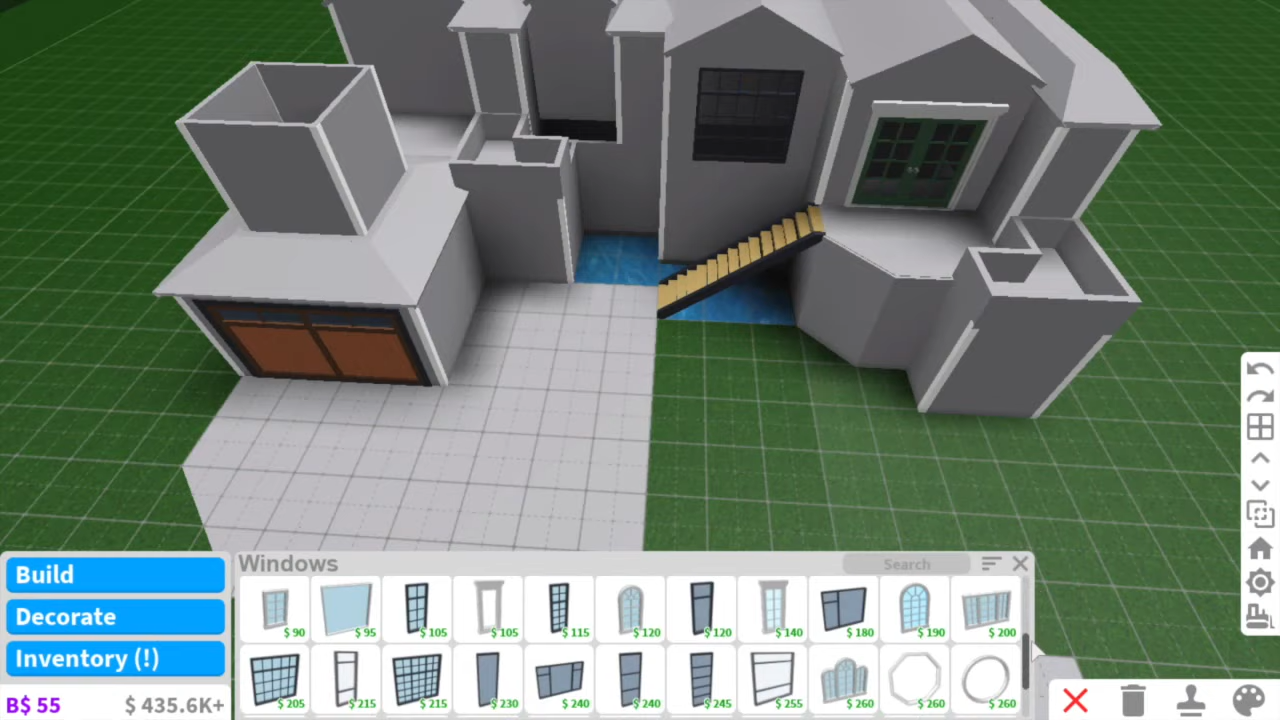 Windows
Search
$ 90
$ 95
$ 105
$ 105
$ 115
$ 120
$ 120
$ 140
$ 180
$ 190
$ 200
$ 205
$ 215
$ 215
$ 230
$ 240
$ 240
$ 245
$ 255
$ 260
$ 260
$ 260
Build
Decorate
Inventory (!)
B$ 55
$ 435.6K+
L